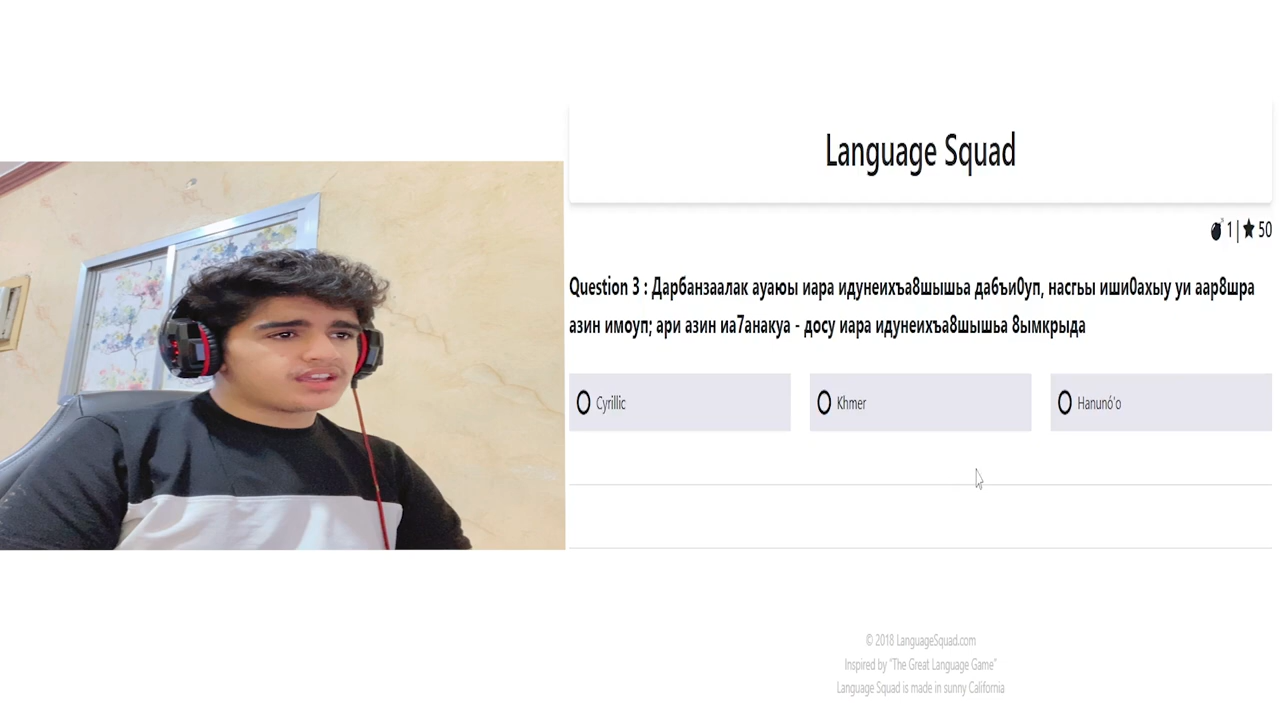 Language Squad
1 | ★ 50
Question 3 : Дарбанзаалак ауаюы иара идунеихъа8шышьа дабъи0уп, насгьы иши0ахыу уи аар8шра
азин имоуп; ари азин иа7анакуа - досу иара идунеихъа8шышьа 8ымкрыда
Cyrillic
Khmer
Hanunó'o
© 2018 LanguageSquad.com
Inspired by "The Great Language Game"
Language Squad is made in sunny California